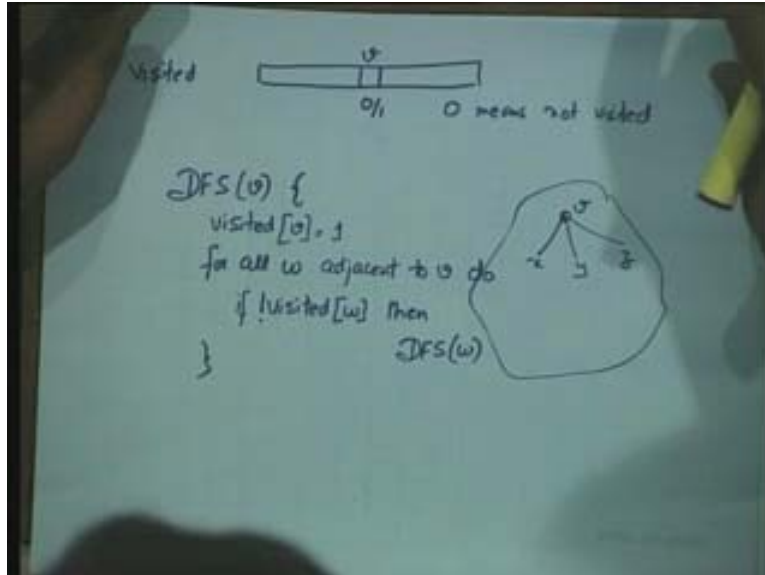 visited v
0/1 0 means not visited
DFS(v) {
visited[v]. 1
for all w adjacent to v do
if !visited[w] then
DFS(w)
}
v
x y z